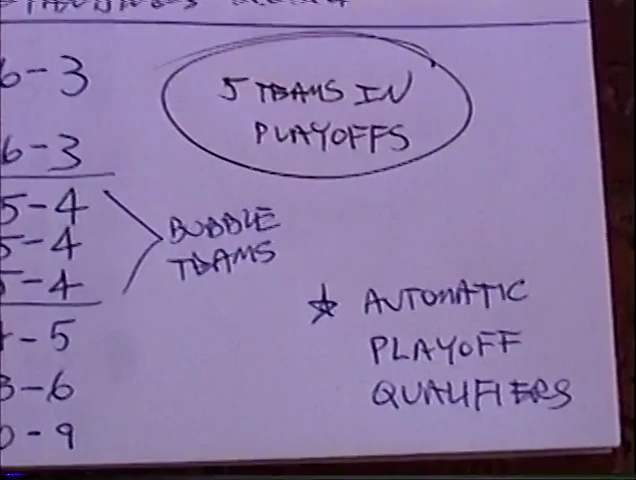 6-3
5 TEAMS IN
PLAYOFFS
6-3
5-4
BUBBLE
5-4
TEAMS
5-4
AUTOMATIC
-5
PLAYOFF
3-6
QUALIFIERS
0-9